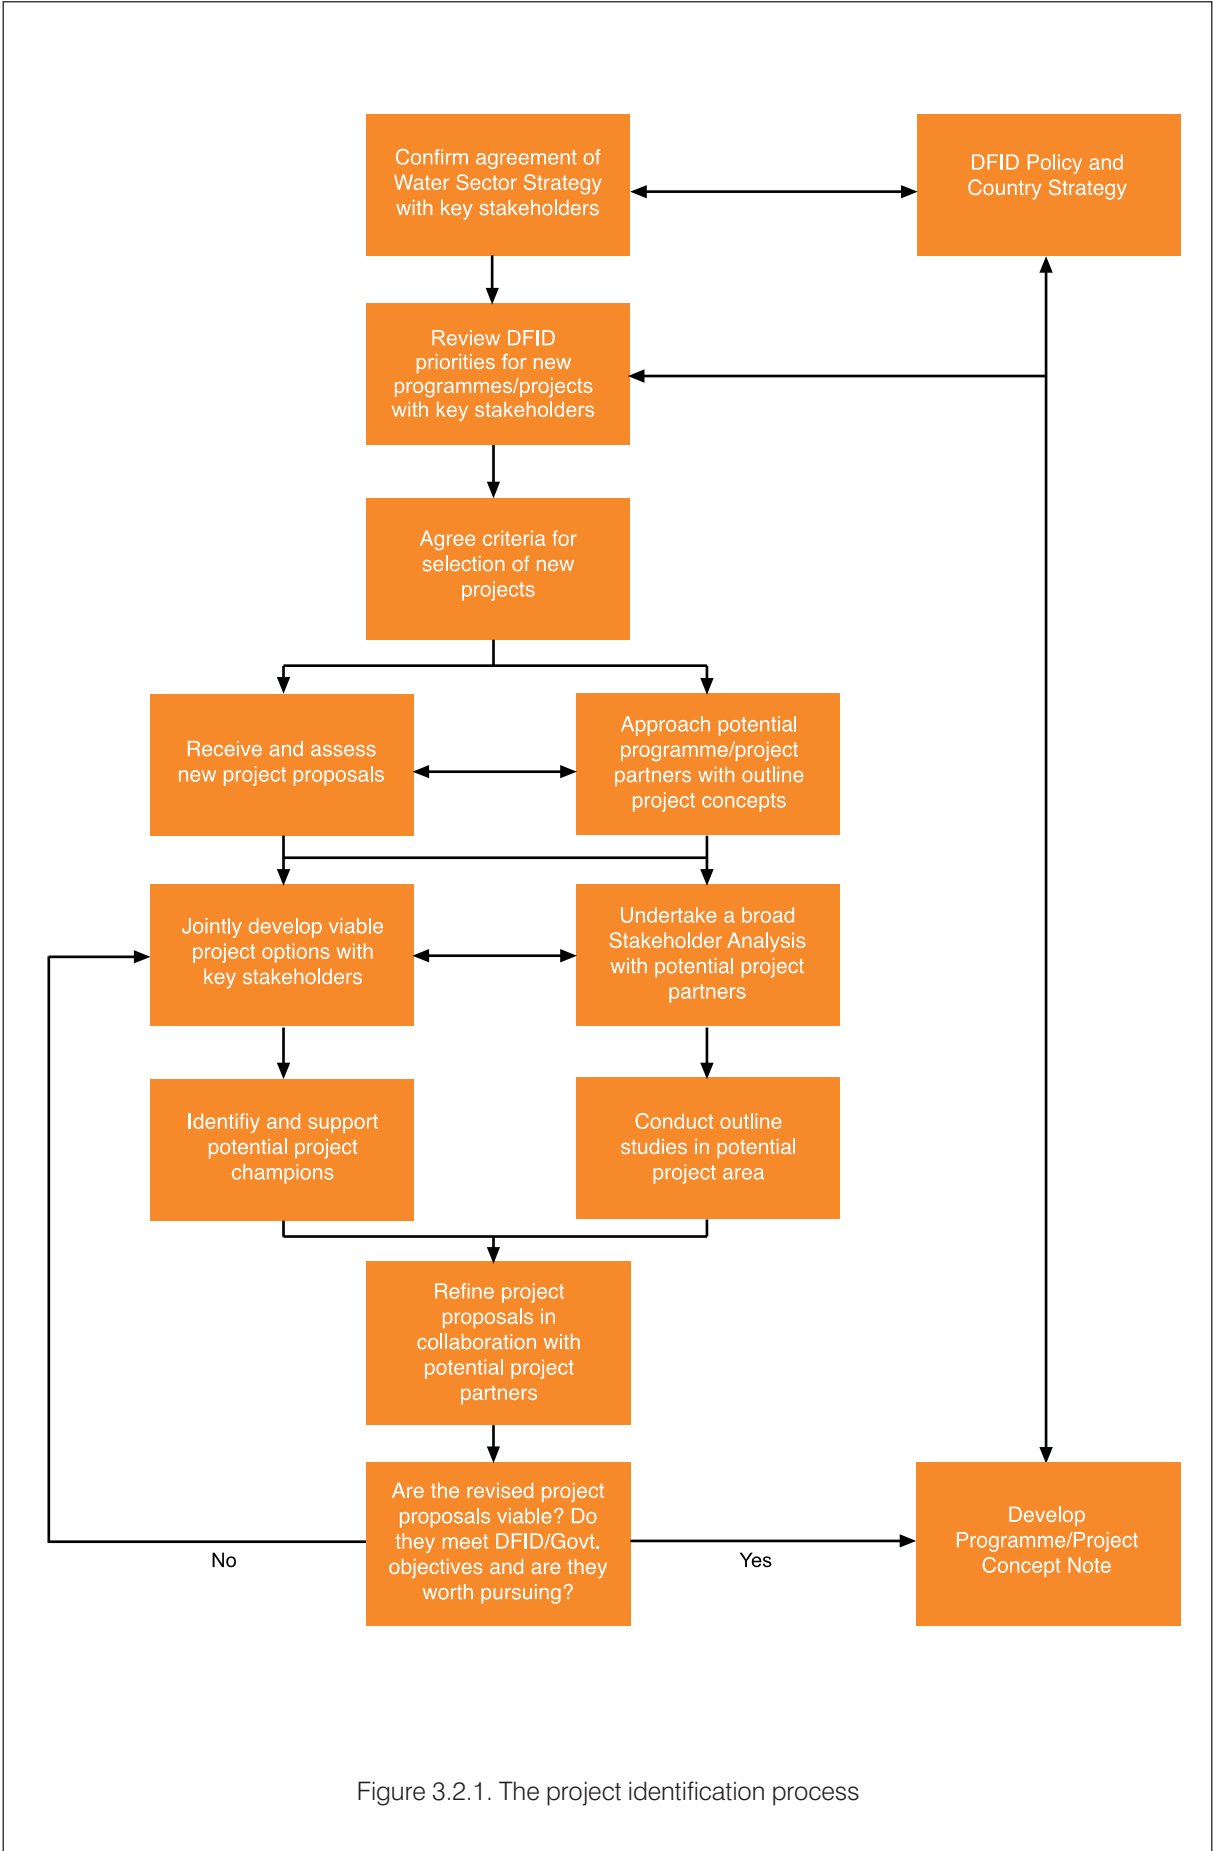 Confirm agreement of
Water Sector Strategy
with key stakeholders
DFID Policy and
Country Strategy
Review DFID
priorities for new
programmes/projects
with key stakeholders
Agree criteria for
selection of new
projects
Receive and assess
new project proposals
Approach potential
programme/project
partners with outline
project concepts
Jointly develop viable
project options with
key stakeholders
Undertake a broad
Stakeholder Analysis
with potential project
partners
Identifiy and support
potential project
champions
Conduct outline
studies in potential
project area
Refine project
proposals in
collaboration with
potential project
partners
Are the revised project
proposals viable? Do
they meet DFID/Govt.
objectives and are they
worth pursuing?
No
Yes
Develop
Programme/Project
Concept Note
Figure 3.2.1. The project identification process